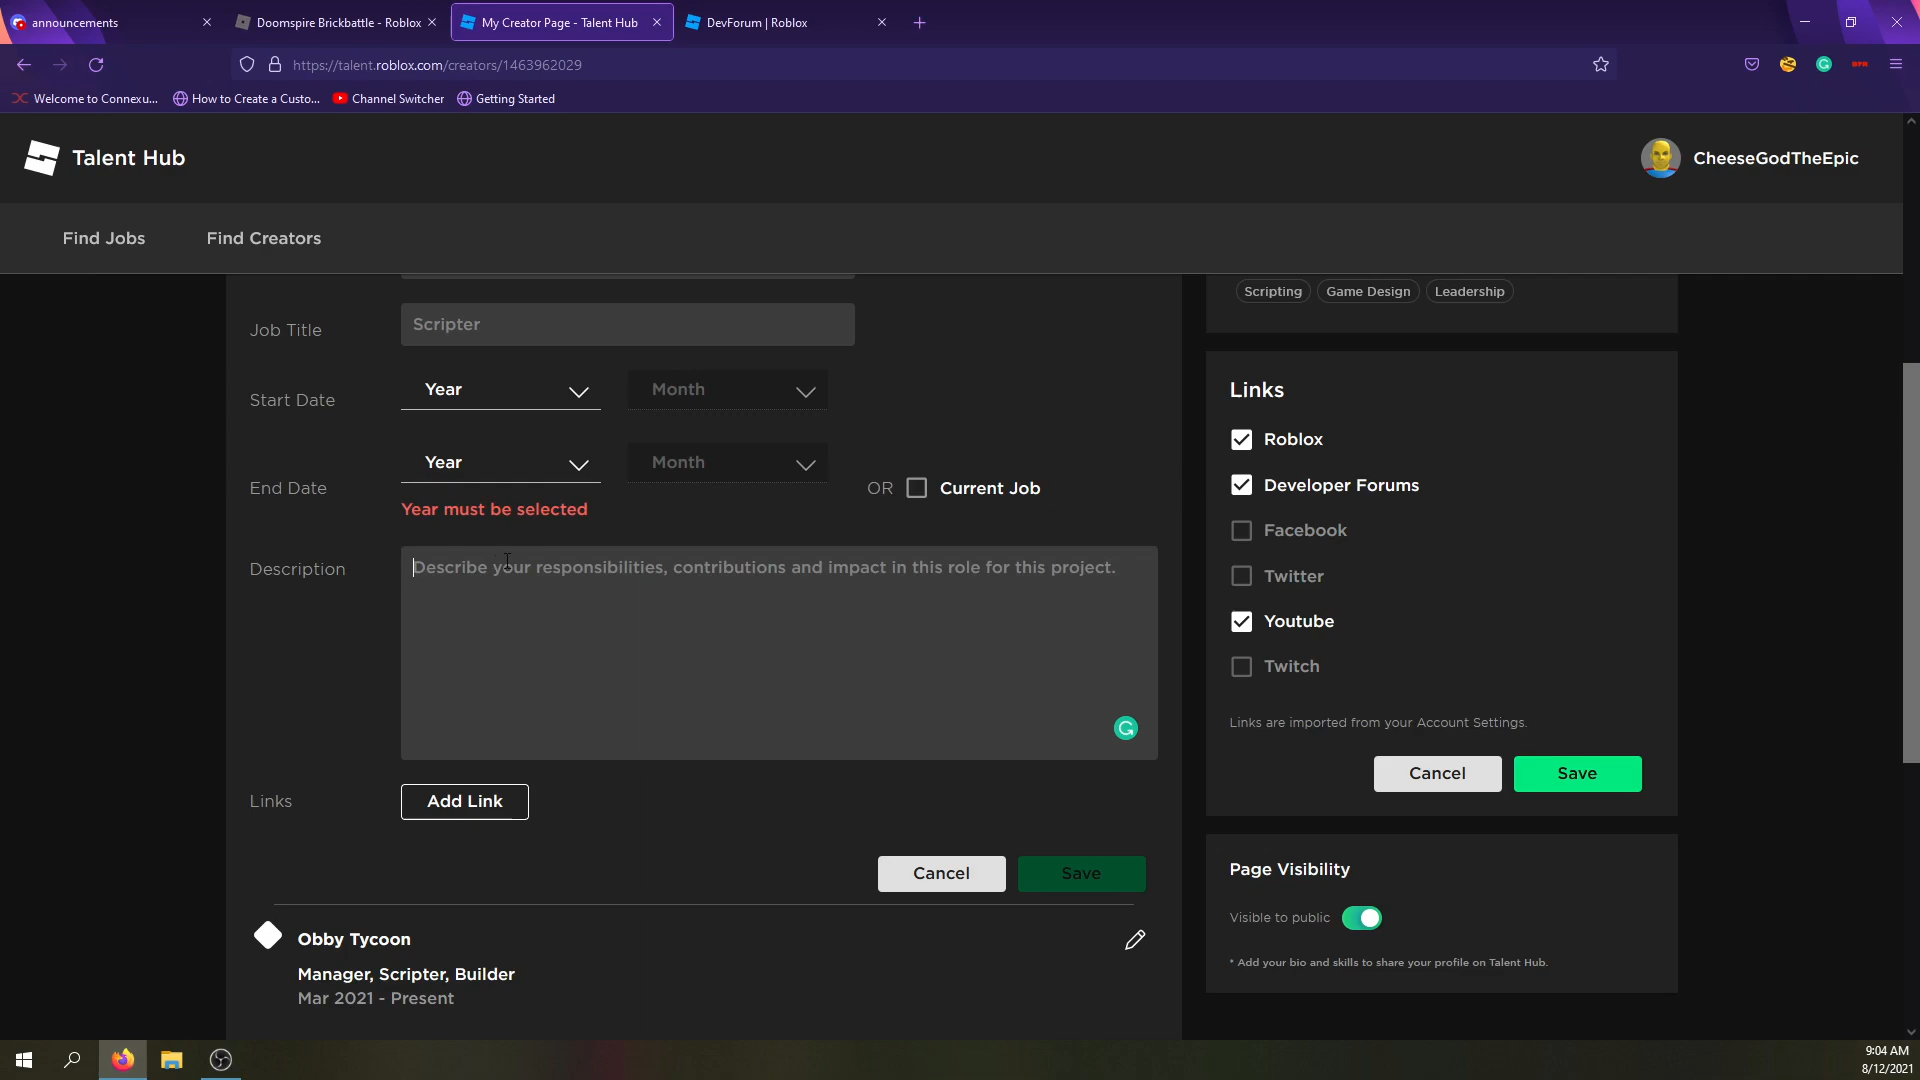 announcements
Doomspire Brickbattle - Roblox
My Creator Page - Talent Hub
DevForum | Roblox
https://talent.roblox.com/creators/1463962029
Welcome to Connexu...
How to Create a Custo...
Channel Switcher
Getting Started
Talent Hub
CheeseGodTheEpic
Find Jobs
Find Creators
Job Title
Scripter
Start Date
Year
Month
End Date
Year
Month
OR
Current Job
Year must be selected
Description
Describe your responsibilities, contributions and impact in this role for this project.
Links
Add Link
Cancel
Save
Obby Tycoon
Manager, Scripter, Builder
Mar 2021 - Present
Scripting
Game Design
Leadership
Links
Roblox
Developer Forums
Facebook
Twitter
Youtube
Twitch
Links are imported from your Account Settings.
Cancel
Save
Page Visibility
Visible to public
* Add your bio and skills to share your profile on Talent Hub.
9:04 AM
8/12/2021